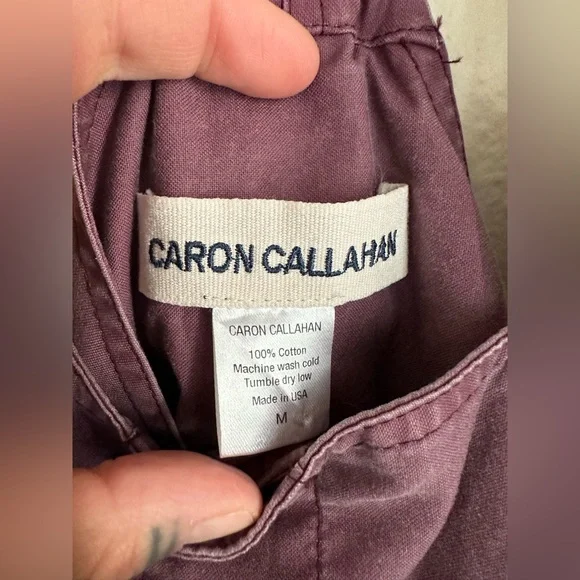 CARON CALLAHAN
CARON CALLAHAN
100% Cotton
Machine wash cold
Tumble dry low
Made in USA
M